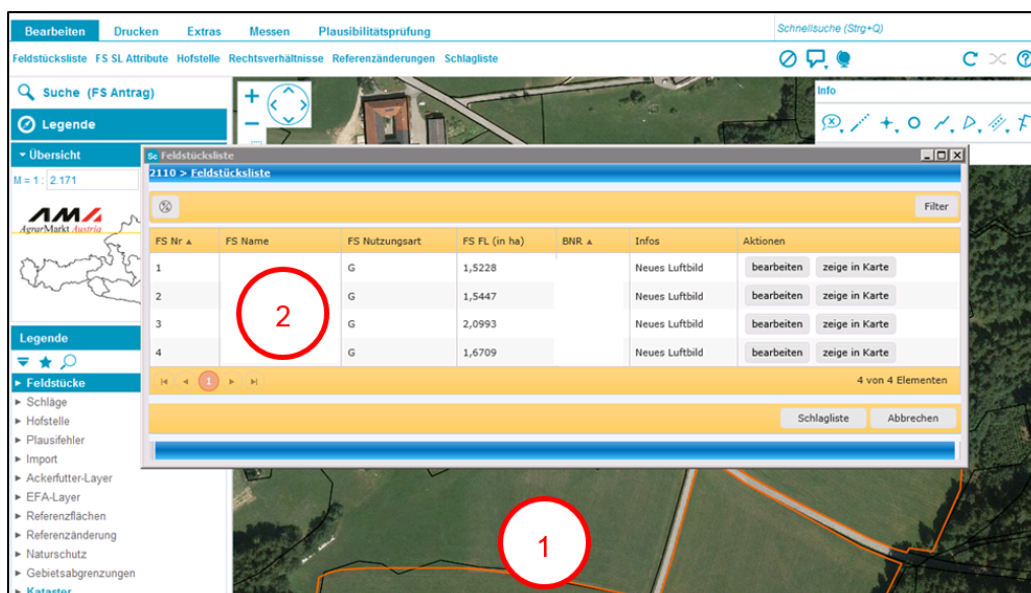 Bearbeiten Drucken Extras Messen Plausibilitätsprüfung Schnellsuche (Strg+Q)
Feldstücksliste FS SL Attribute Hofstelle Rechtsverhältnisse Referenzänderungen Schlagliste
Suche (FS Antrag)
Info
Legende
Übersicht
M = 1 : 2.171
AMA
AgrarMarkt Austria
Sc Feldstücksliste
2110 > Feldstücksliste
Filter
FS Nr FS Name FS Nutzungsart FS FL (in ha) BNR Infos Aktionen
1 G 1,5228 Neues Luftbild bearbeiten zeige in Karte
2 G 1,5447 Neues Luftbild bearbeiten zeige in Karte
3 G 2,0993 Neues Luftbild bearbeiten zeige in Karte
4 G 1,6709 Neues Luftbild bearbeiten zeige in Karte
2
1 4 von 4 Elementen
Schlagliste Abbrechen
Legende
Feldstücke
Schläge
Hofstelle
Plausifehler
Import
Ackerfutter-Layer
EFA-Layer
Referenzflächen
Referenzänderung
Naturschutz
Gebietsabgrenzungen
Kataster
1